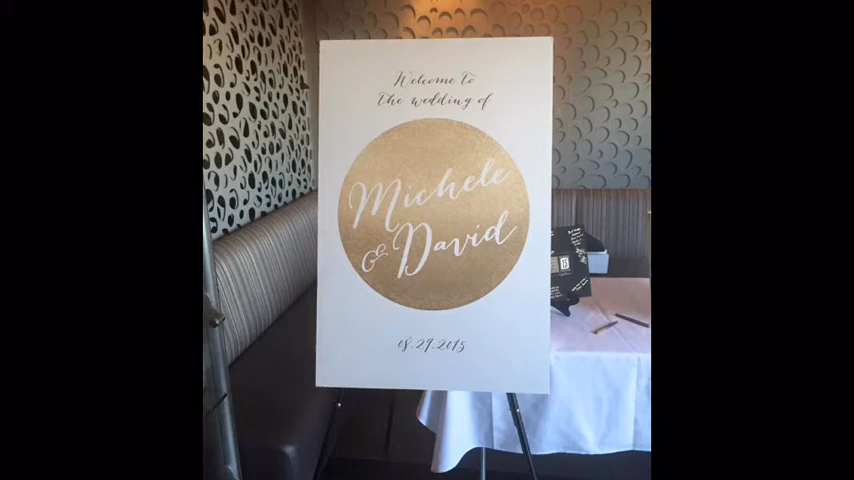 Welcome to
the wedding of
Michele
& David
08.29.2015